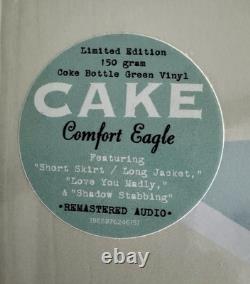 Limited Edition
150 gram
Coke Bottle Green Vinyl
CAKE
Comfort Eagle
Featuring
"Short Skirt / Long Jacket,"
"Love You Madly,"
& "Shadow Stabbing"
•REMASTERED AUDIO•
ebay